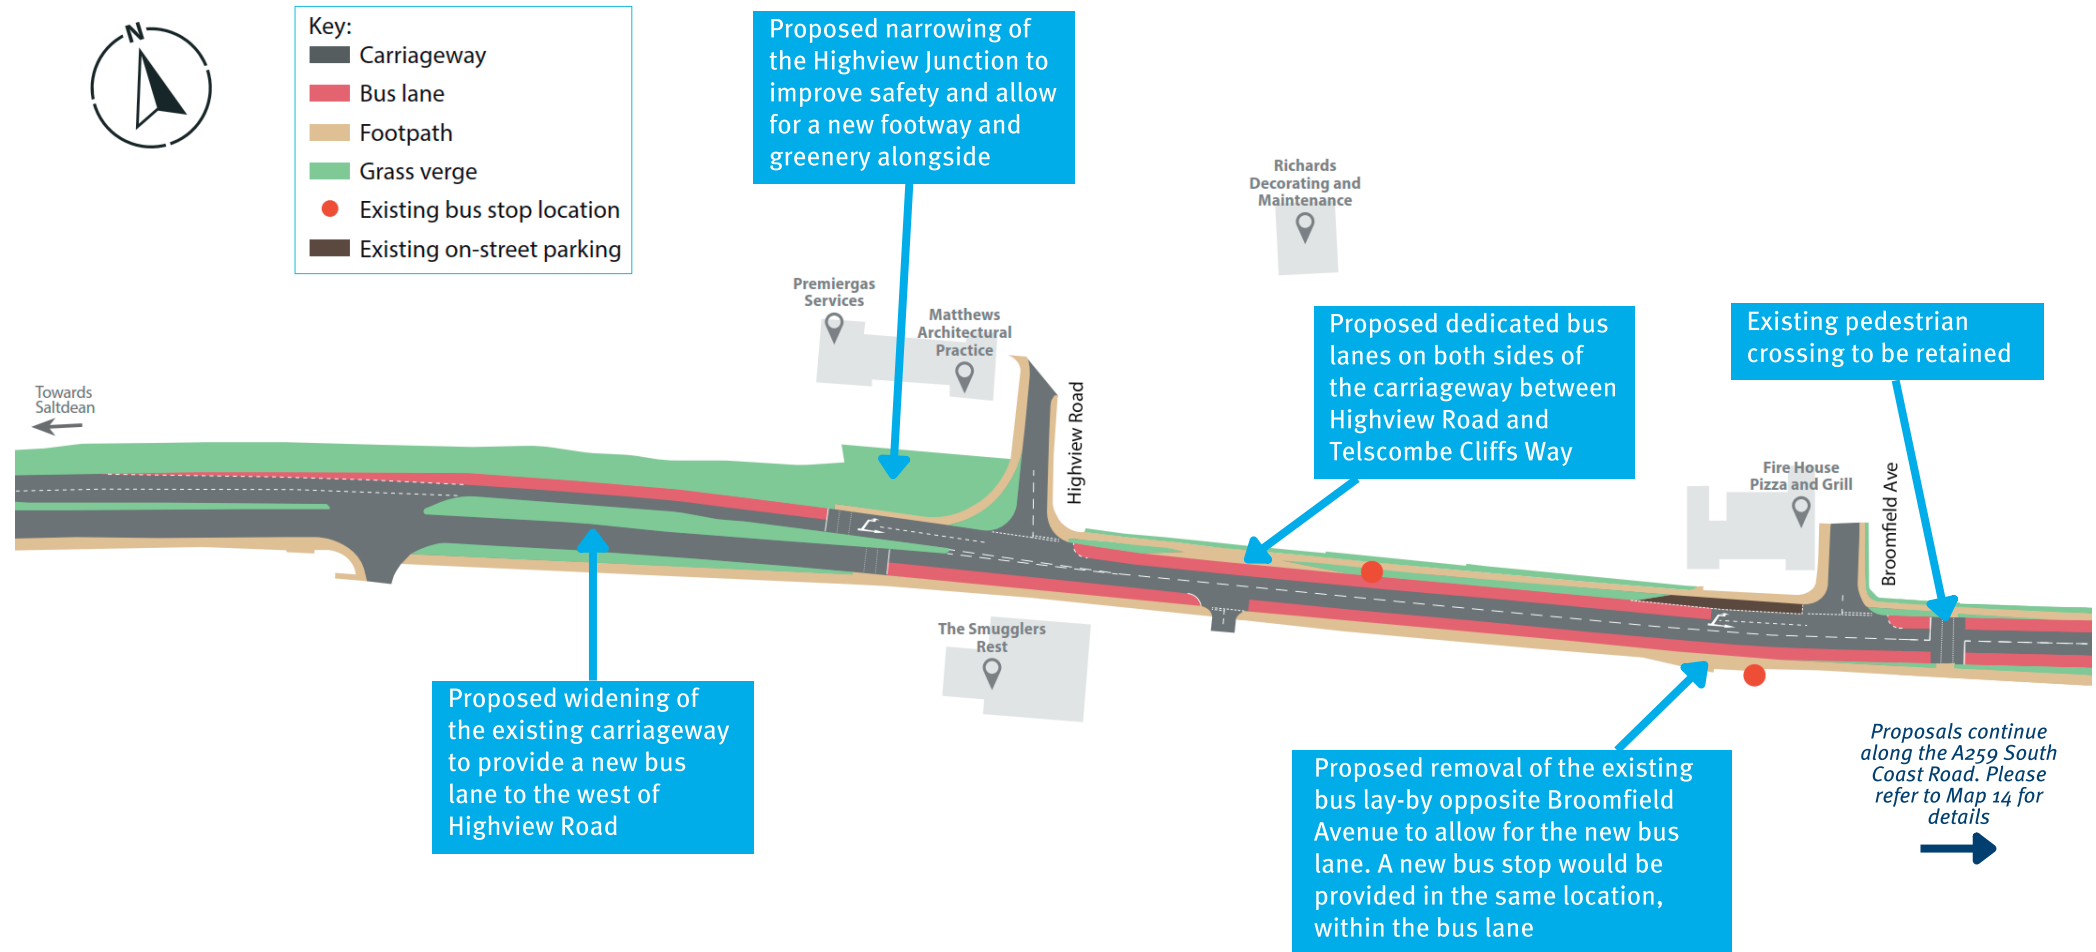 N
Key:
Carriageway
Bus lane
Footpath
Grass verge
Existing bus stop location
Existing on-street parking
Proposed narrowing of
the Highview Junction to
improve safety and allow
for a new footway and
greenery alongside
Richards
Decorating and
Maintenance
Premiergas
Services
Matthews
Architectural
Practice
Proposed dedicated bus
lanes on both sides of
the carriageway between
Highview Road and
Telscombe Cliffs Way
Existing pedestrian
crossing to be retained
Towards
Saltdean
Highview Road
Fire House
Pizza and Grill
Broomfield Ave
The Smugglers
Rest
Proposed widening of
the existing carriageway
to provide a new bus
lane to the west of
Highview Road
Proposed removal of the existing
bus lay-by opposite Broomfield
Avenue to allow for the new bus
lane. A new bus stop would be
provided in the same location,
within the bus lane
Proposals continue
along the A259 South
Coast Road. Please
refer to Map 14 for
details